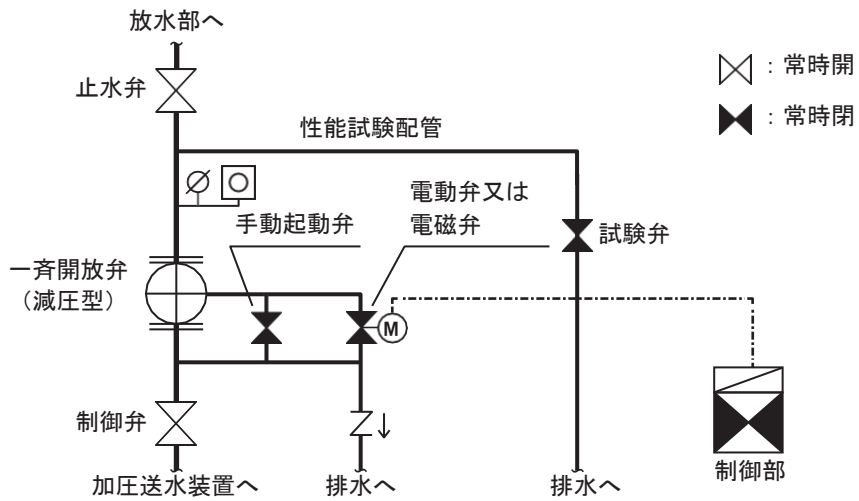 放水部へ
止水弁
：常時開
：常時閉
性能試験配管
電動弁又は
電磁弁
手動起動弁
試験弁
一斉開放弁
（減圧型）
M
制御弁
制御部
加圧送水装置へ
排水へ
排水へ